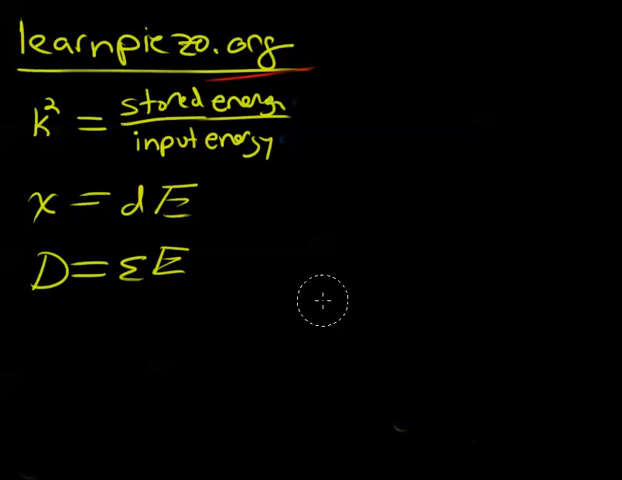 learnpiezo.org
k² = stored energy / input energy
x = dE
D = εE